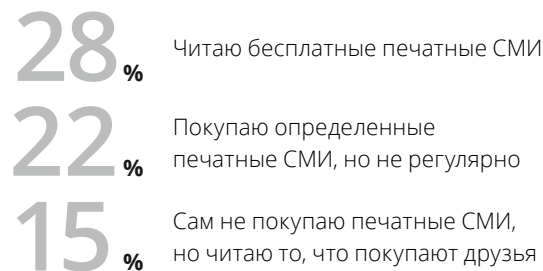 28% Читаю бесплатные печатные СМИ
22% Покупаю определенные
печатные СМИ, но не регулярно
15% Сам не покупаю печатные СМИ,
но читаю то, что покупают друзья